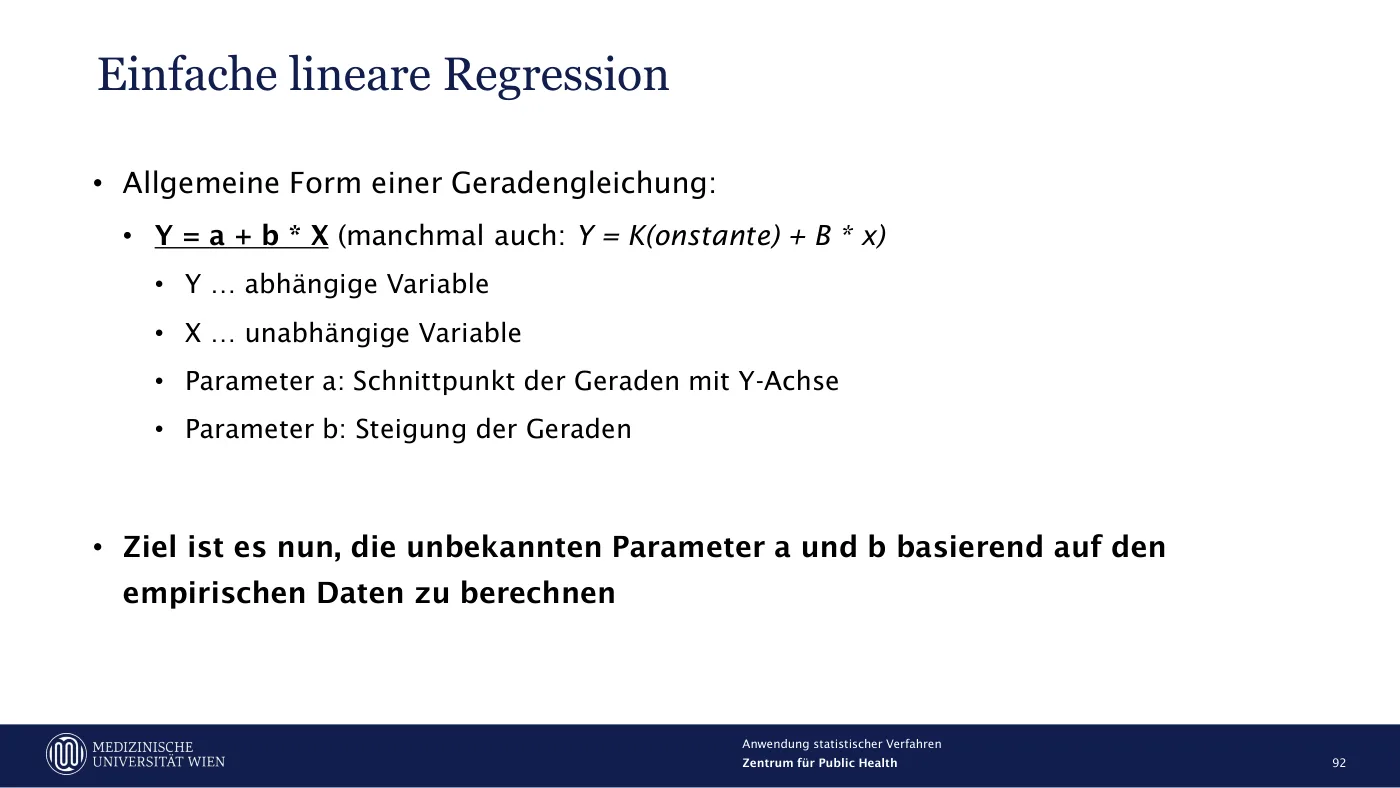 Einfache lineare Regression
• Allgemeine Form einer Geradengleichung:
• Y = a + b * X (manchmal auch: Y = K(onstante) + B * x)
• Y … abhängige Variable
• X … unabhängige Variable
• Parameter a: Schnittpunkt der Geraden mit Y-Achse
• Parameter b: Steigung der Geraden
• Ziel ist es nun, die unbekannten Parameter a und b basierend auf den
empirischen Daten zu berechnen
MEDIZINISCHE
UNIVERSITÄT WIEN
Anwendung statistischer Verfahren
Zentrum für Public Health
92